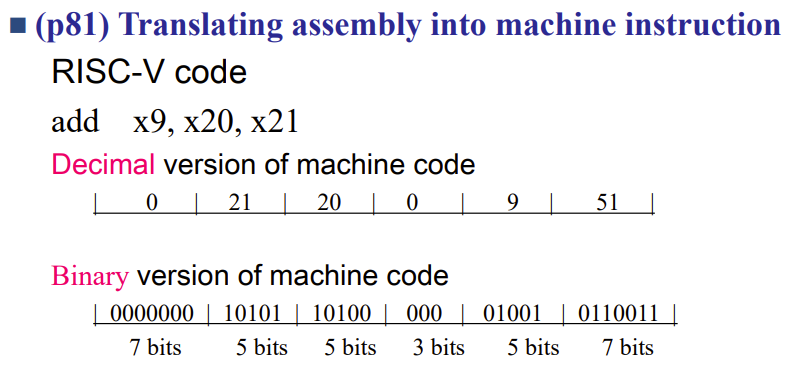 (p81) Translating assembly into machine instruction
RISC-V code
add x9, x20, x21
Decimal version of machine code
| 0 | 21 | 20 | 0 | 9 | 51 |
Binary version of machine code
| 0000000 | 10101 | 10100 | 000 | 01001 | 0110011 |
7 bits 5 bits 5 bits 3 bits 5 bits 7 bits